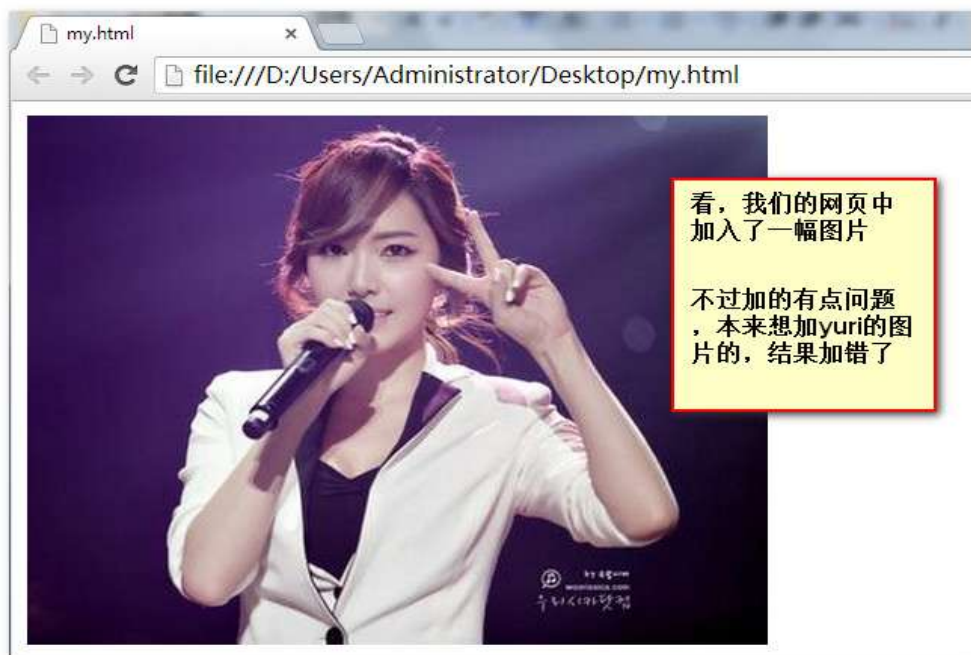 my.html
file:///D:/Users/Administrator/Desktop/my.html
看，我们的网页中
加入了一幅图片
不过加的有点问题
，本来想加yuri的图
片的，结果加错了